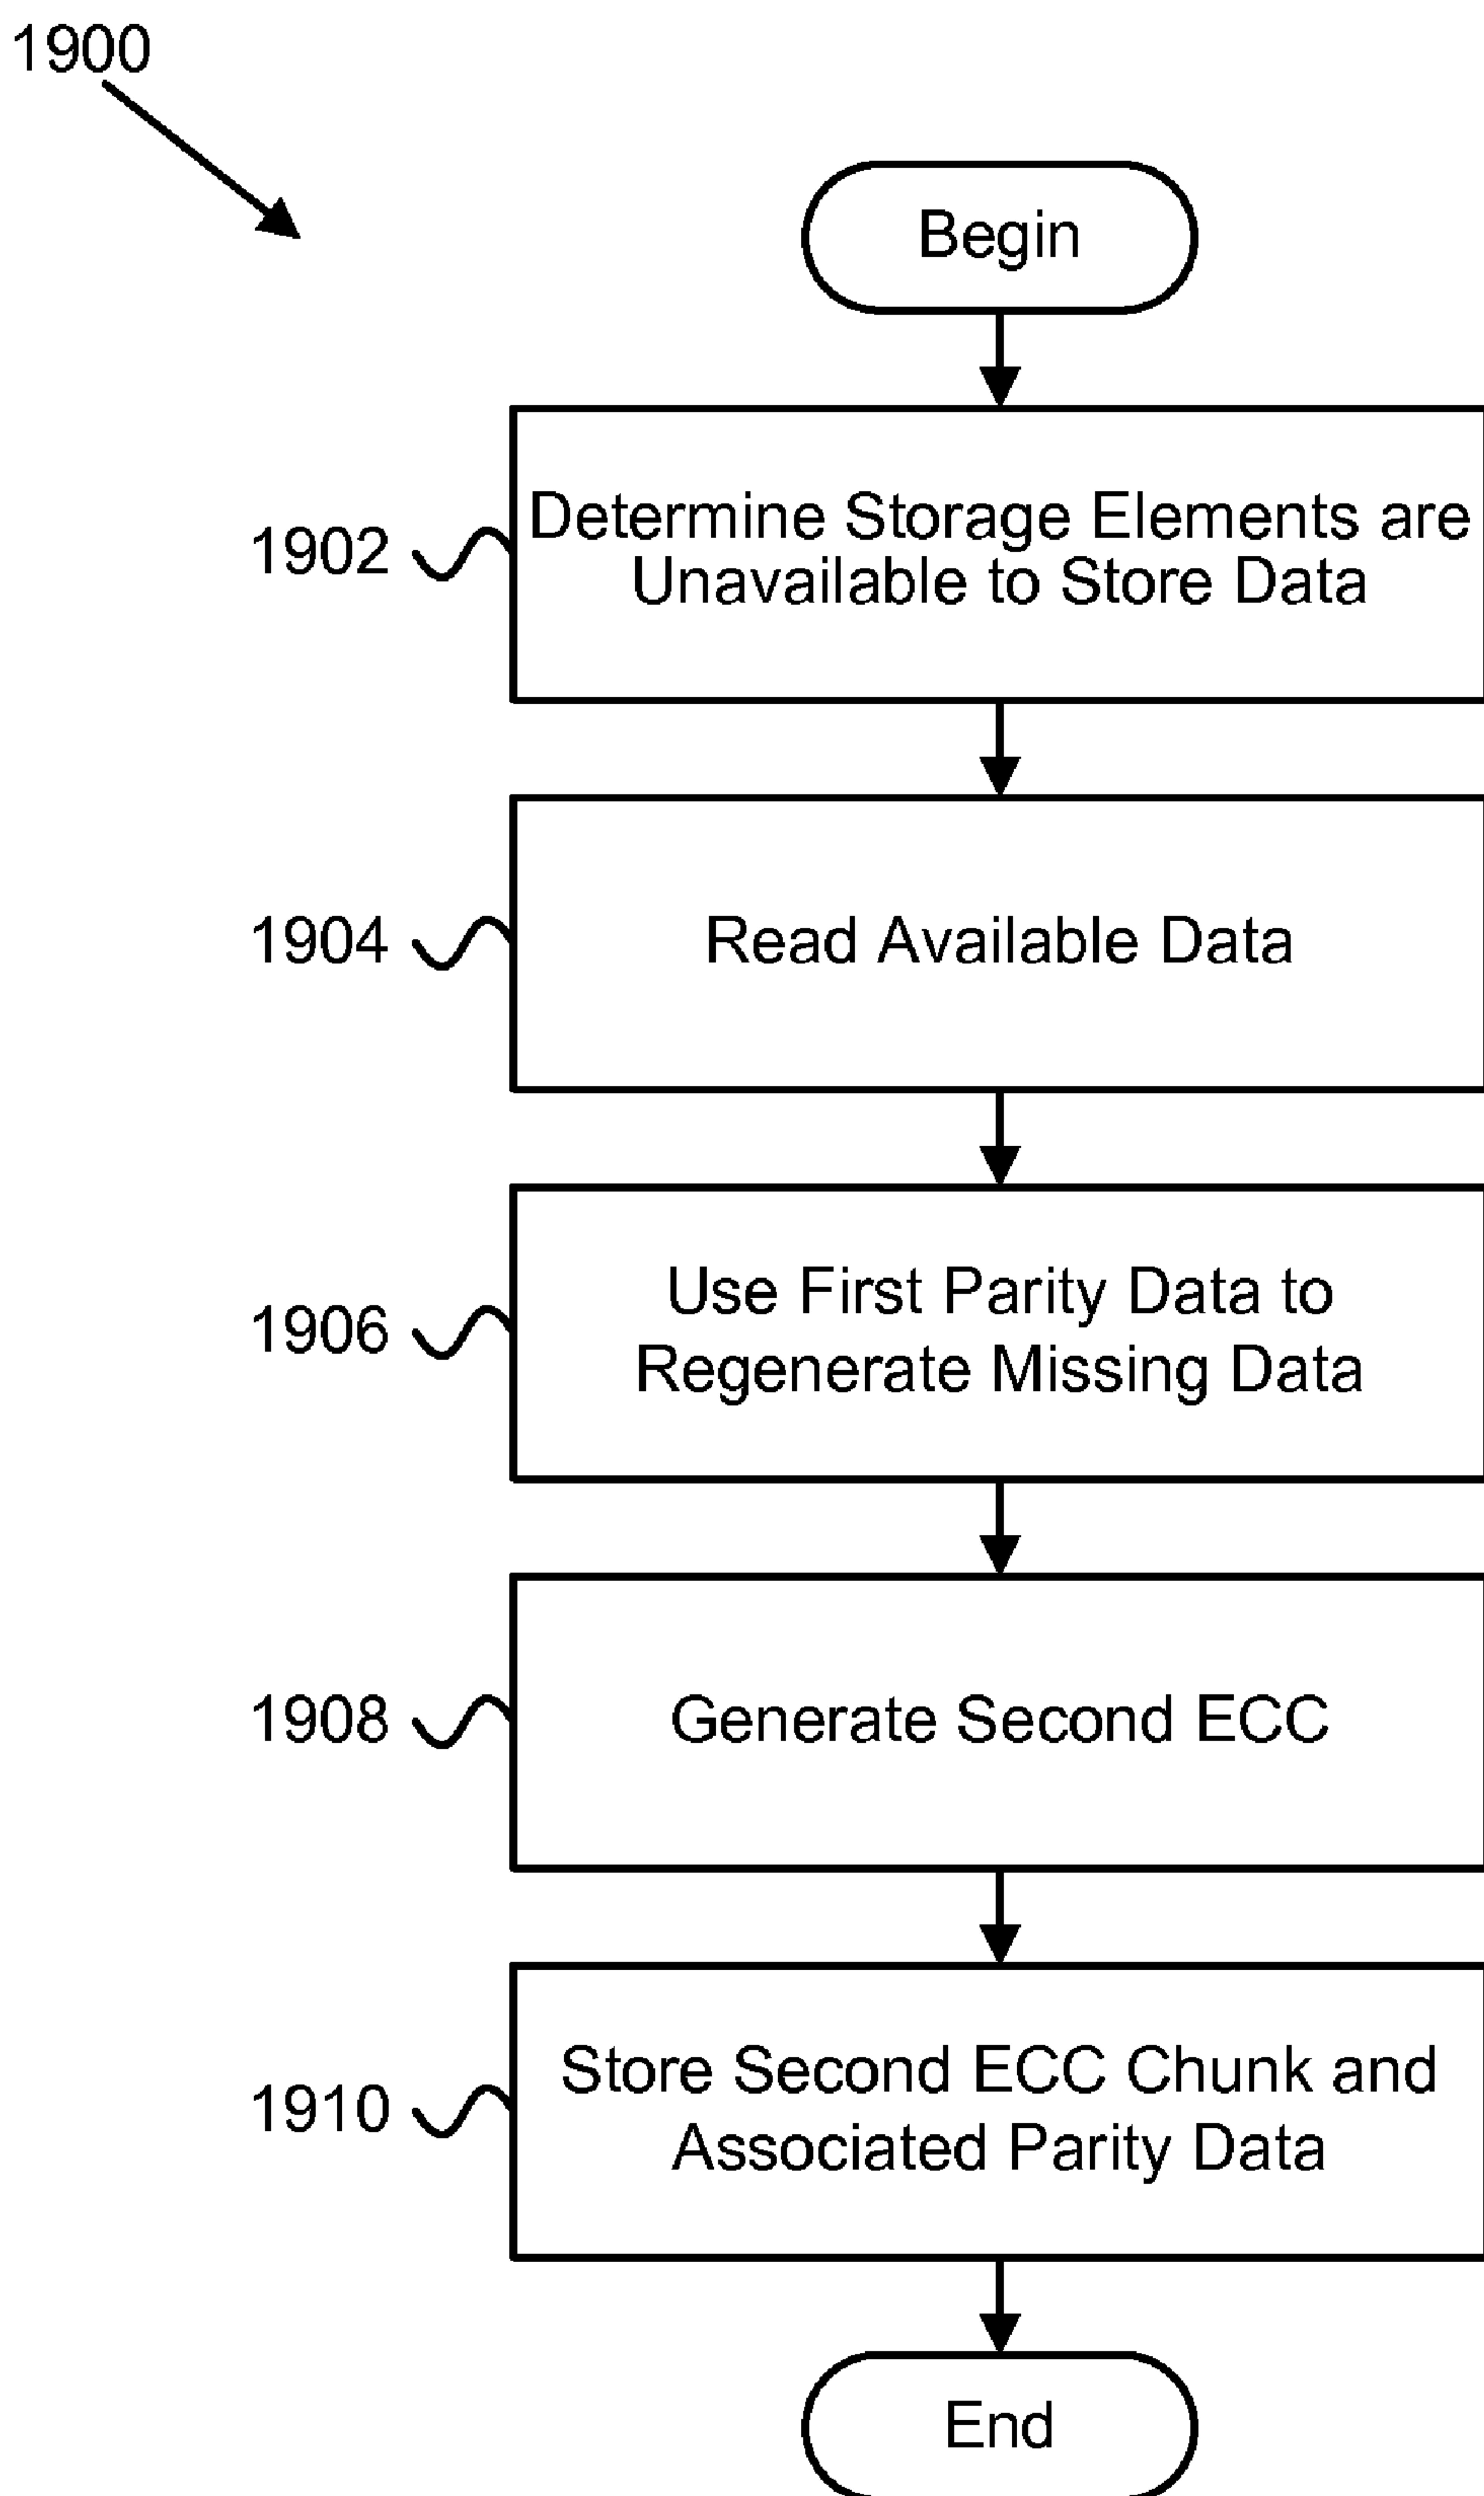 1900
Begin
1902
Determine Storage Elements are
Unavailable to Store Data
1904
Read Available Data
1906
Use First Parity Data to
Regenerate Missing Data
1908
Generate Second ECC
1910
Store Second ECC Chunk and
Associated Parity Data
End